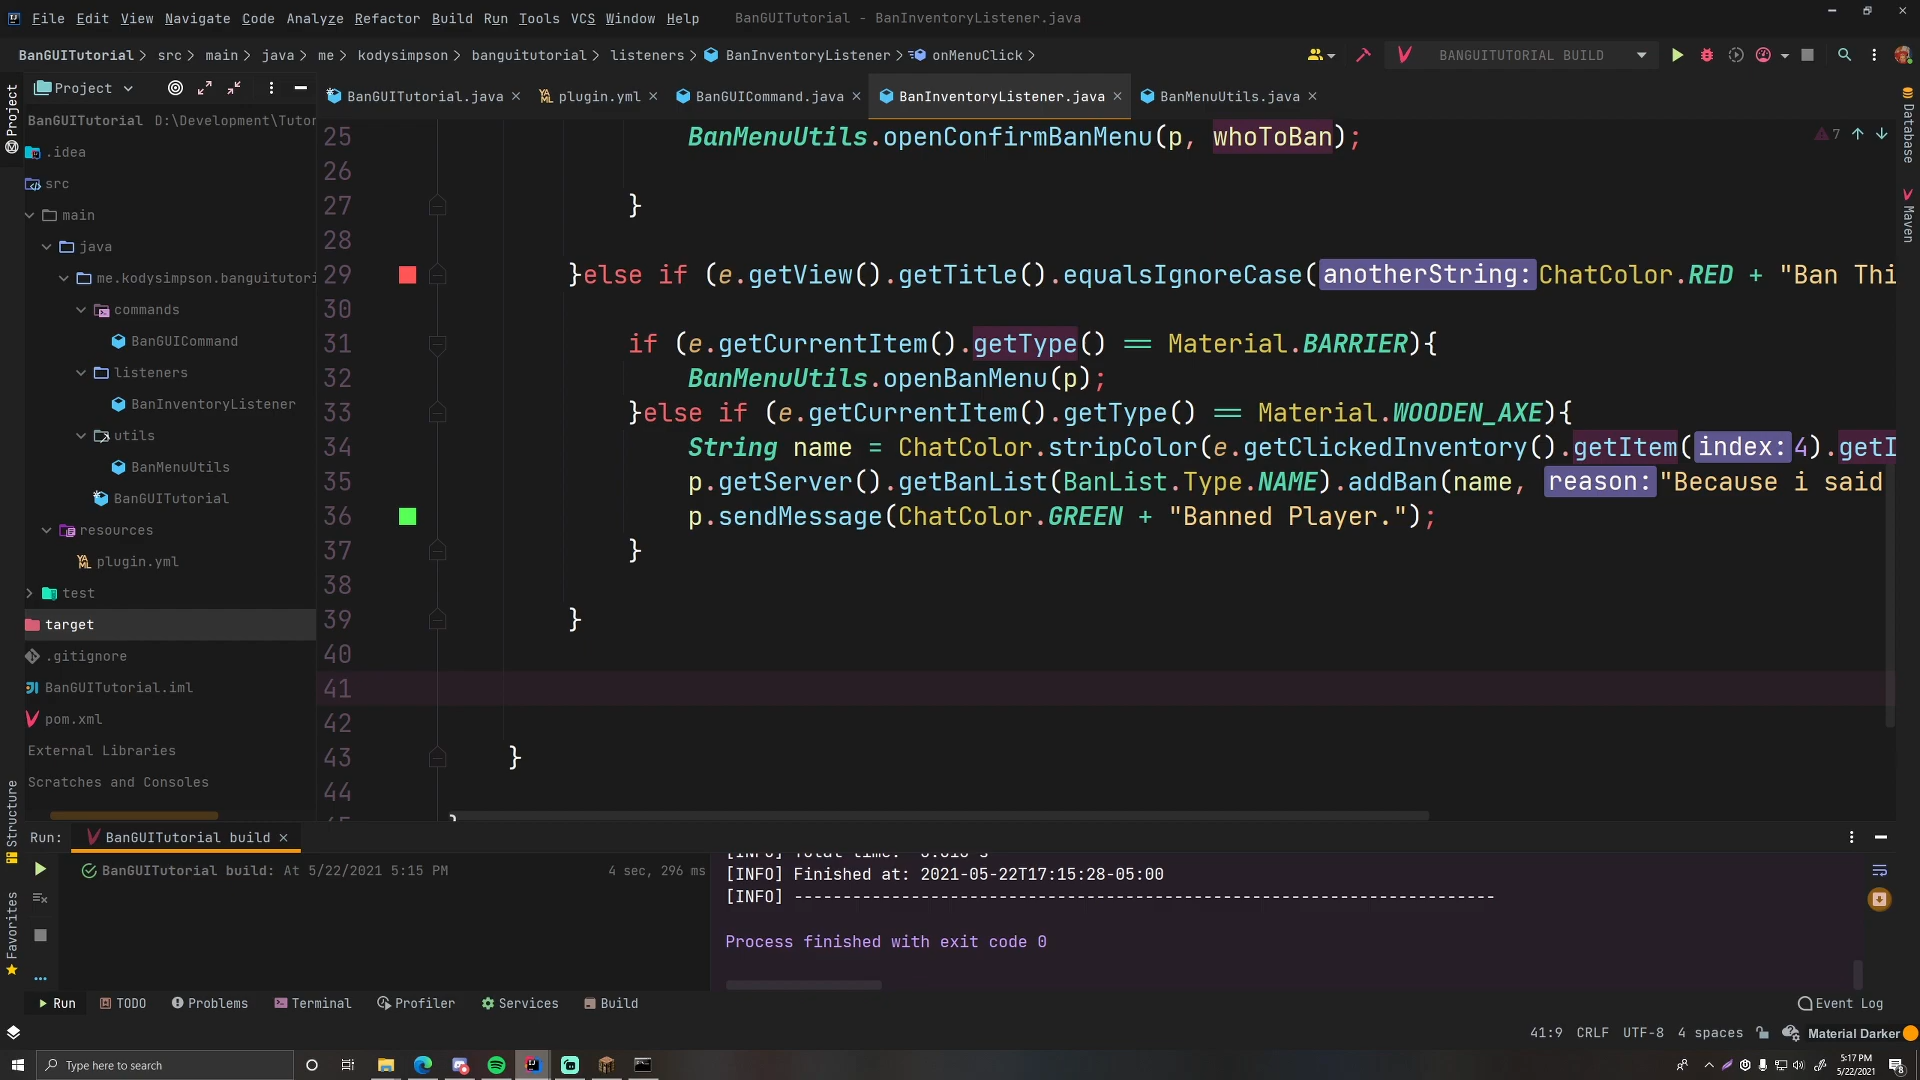 File Edit View Navigate Code Analyze Refactor Build Run Tools VCS Window Help BanGUITutorial - BanInventoryListener.java
BanGUITutorial src main java me kodysimpson banguitutorial listeners BanInventoryListener onMenuClick BANGUITUTORIAL BUILD
Project
BanGUITutorial.java plugin.yml BanGUICommand.java BanInventoryListener.java BanMenuUtils.java
BanGUITutorial D:\Development\Tutor
.idea
src
main
java
me.kodysimpson.banguitutori
commands
BanGUICommand
listeners
BanInventoryListener
utils
BanMenuUtils
BanGUITutorial
resources
plugin.yml
test
target
.gitignore
BanGUITutorial.iml
pom.xml
External Libraries
Scratches and Consoles
Project
Structure
Favorites
Database
Maven
7
25 BanMenuUtils.openConfirmBanMenu(p, whoToBan);
26
27 }
28
29 }else if (e.getView().getTitle().equalsIgnoreCase( anotherString: ChatColor.RED + "Ban Thi
30
31 if (e.getCurrentItem().getType() == Material.BARRIER){
32 BanMenuUtils.openBanMenu(p);
33 }else if (e.getCurrentItem().getType() == Material.WOODEN_AXE){
34 String name = ChatColor.stripColor(e.getClickedInventory().getItem( index: 4).getI
35 p.getServer().getBanList(BanList.Type.NAME).addBan(name, reason: "Because i said
36 p.sendMessage(ChatColor.GREEN + "Banned Player.");
37 }
38
39 }
40
41
42
43 }
44
Run: BanGUITutorial build
BanGUITutorial build: At 5/22/2021 5:15 PM 4 sec, 296 ms
[INFO] Finished at: 2021-05-22T17:15:28-05:00
[INFO] ------------------------------------------------------------------------
Process finished with exit code 0
Run TODO Problems Terminal Profiler Services Build Event Log
41:9 CRLF UTF-8 4 spaces Material Darker
Type here to search
5:17 PM
5/22/2021